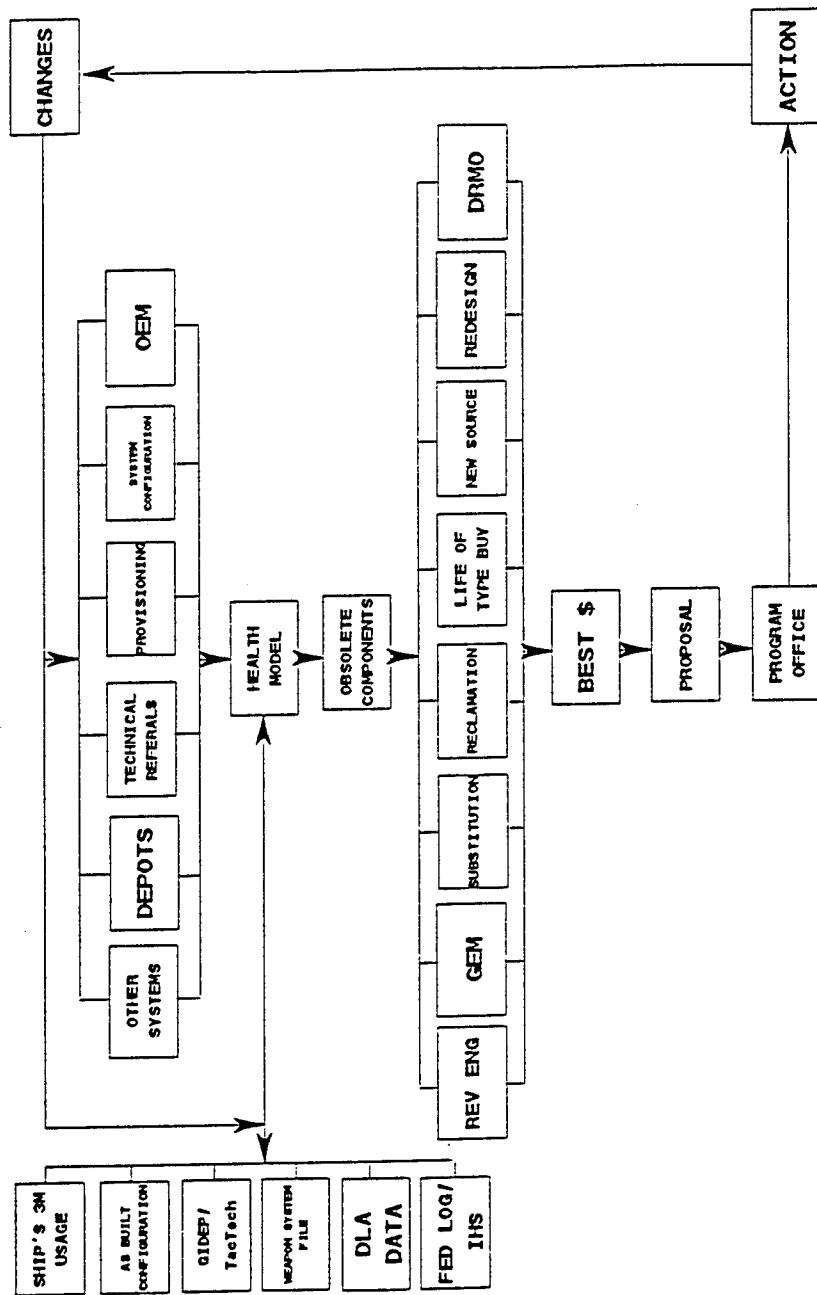 SHIP'S 3M
USAGE
AS BUILT
CONFIGURATION
GIDEP/
TacTech
WEAPON SYSTEM
FILE
DLA
DATA
FED LOG/
IHS
CHANGES
OTHER
SYSTEMS
DEPOTS
TECHNICAL
REFERALS
PROVISIONING
SYSTEM
CONFIGURATION
OEM
HEALTH
MODEL
OBSOLETE
COMPONENTS
REV ENG
GEM
SUBSTITUTION
RECLAMATION
LIFE OF
TYPE BUY
NEW SOURCE
REDESIGN
DRMO
BEST $
PROPOSAL
PROGRAM
OFFICE
ACTION